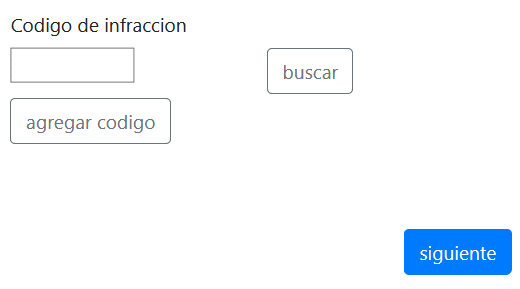 Codigo de infraccion
buscar
agregar codigo
siguiente